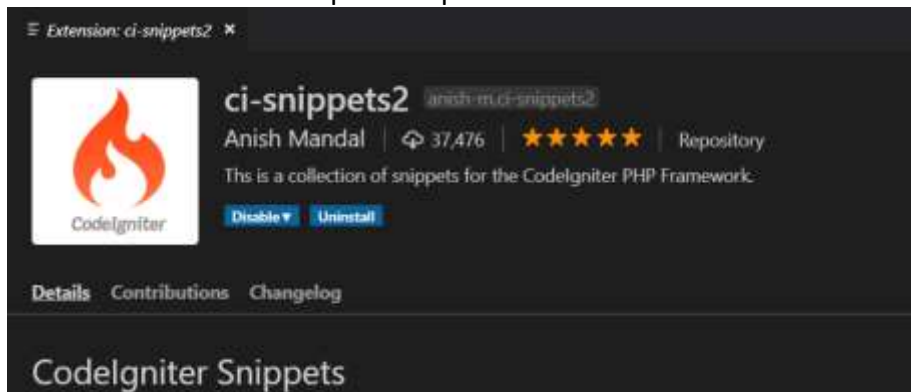 Extension: ci-snippets2 ×
ci-snippets2 anish-m.ci-snippets2
Anish Mandal | 37,476 | ★★★★★ | Repository
Ths is a collection of snippets for the CodeIgniter PHP Framework.
Disable▼ Uninstall
CodeIgniter
Details Contributions Changelog
CodeIgniter Snippets